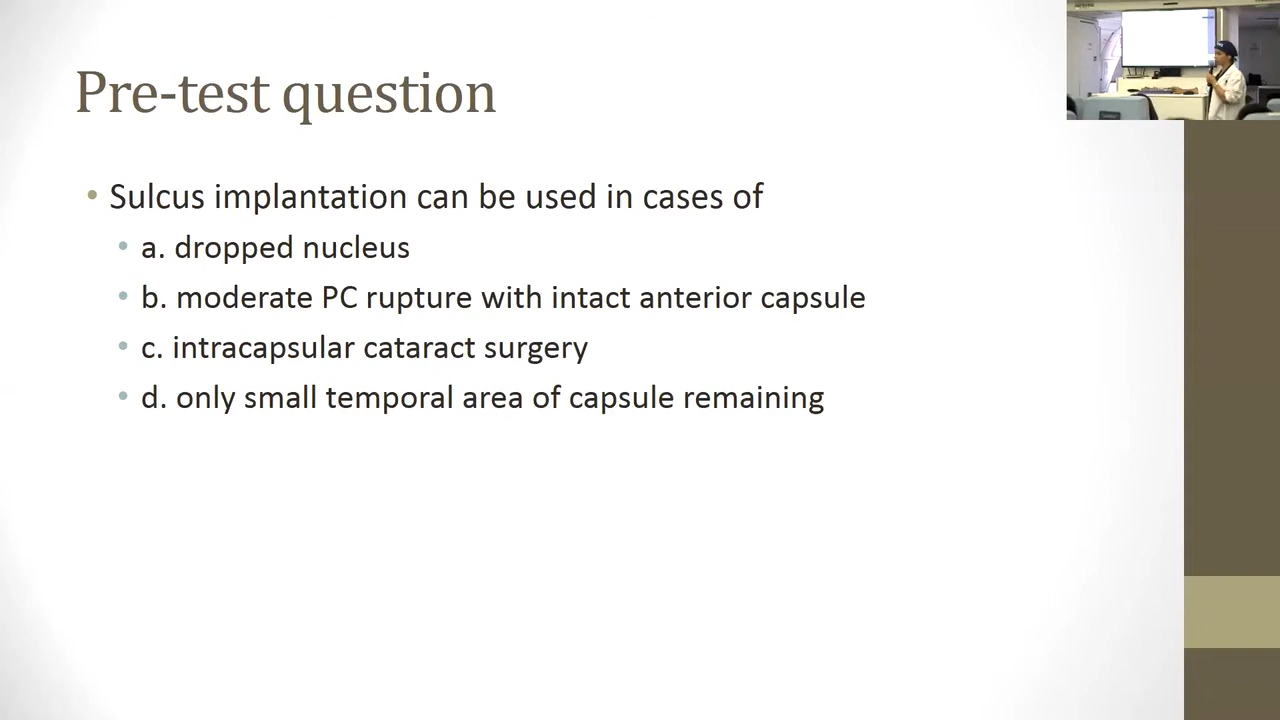 Pre-test question
• Sulcus implantation can be used in cases of
• a. dropped nucleus
• b. moderate PC rupture with intact anterior capsule
• c. intracapsular cataract surgery
• d. only small temporal area of capsule remaining